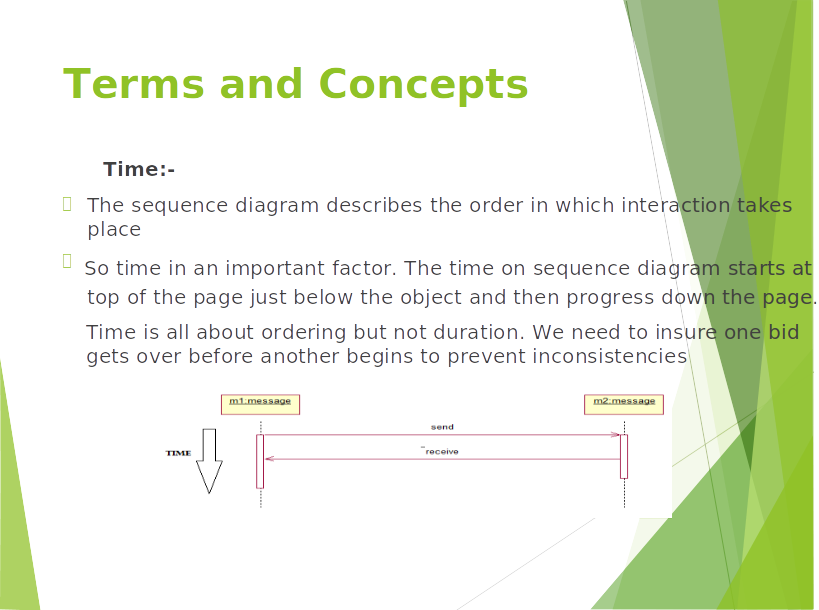 Terms and Concepts
Time:-
The sequence diagram describes the order in which interaction takes
place
So time in an important factor. The time on sequence diagram starts at
top of the page just below the object and then progress down the page.
Time is all about ordering but not duration. We need to insure one bid
gets over before another begins to prevent inconsistencies
m1:message
m2:message
send
receive
TIME